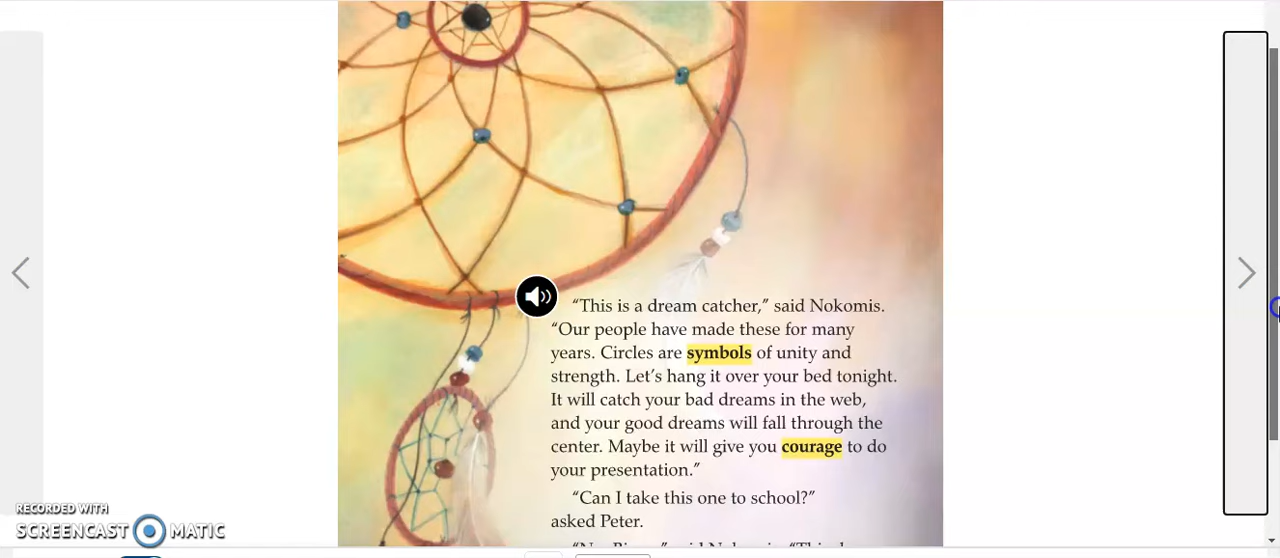 “This is a dream catcher,” said Nokomis.
“Our people have made these for many
years. Circles are symbols of unity and
strength. Let’s hang it over your bed tonight.
It will catch your bad dreams in the web,
and your good dreams will fall through the
center. Maybe it will give you courage to do
your presentation.”
“Can I take this one to school?”
asked Peter.
RECORDED WITH
SCREENCAST MATIC